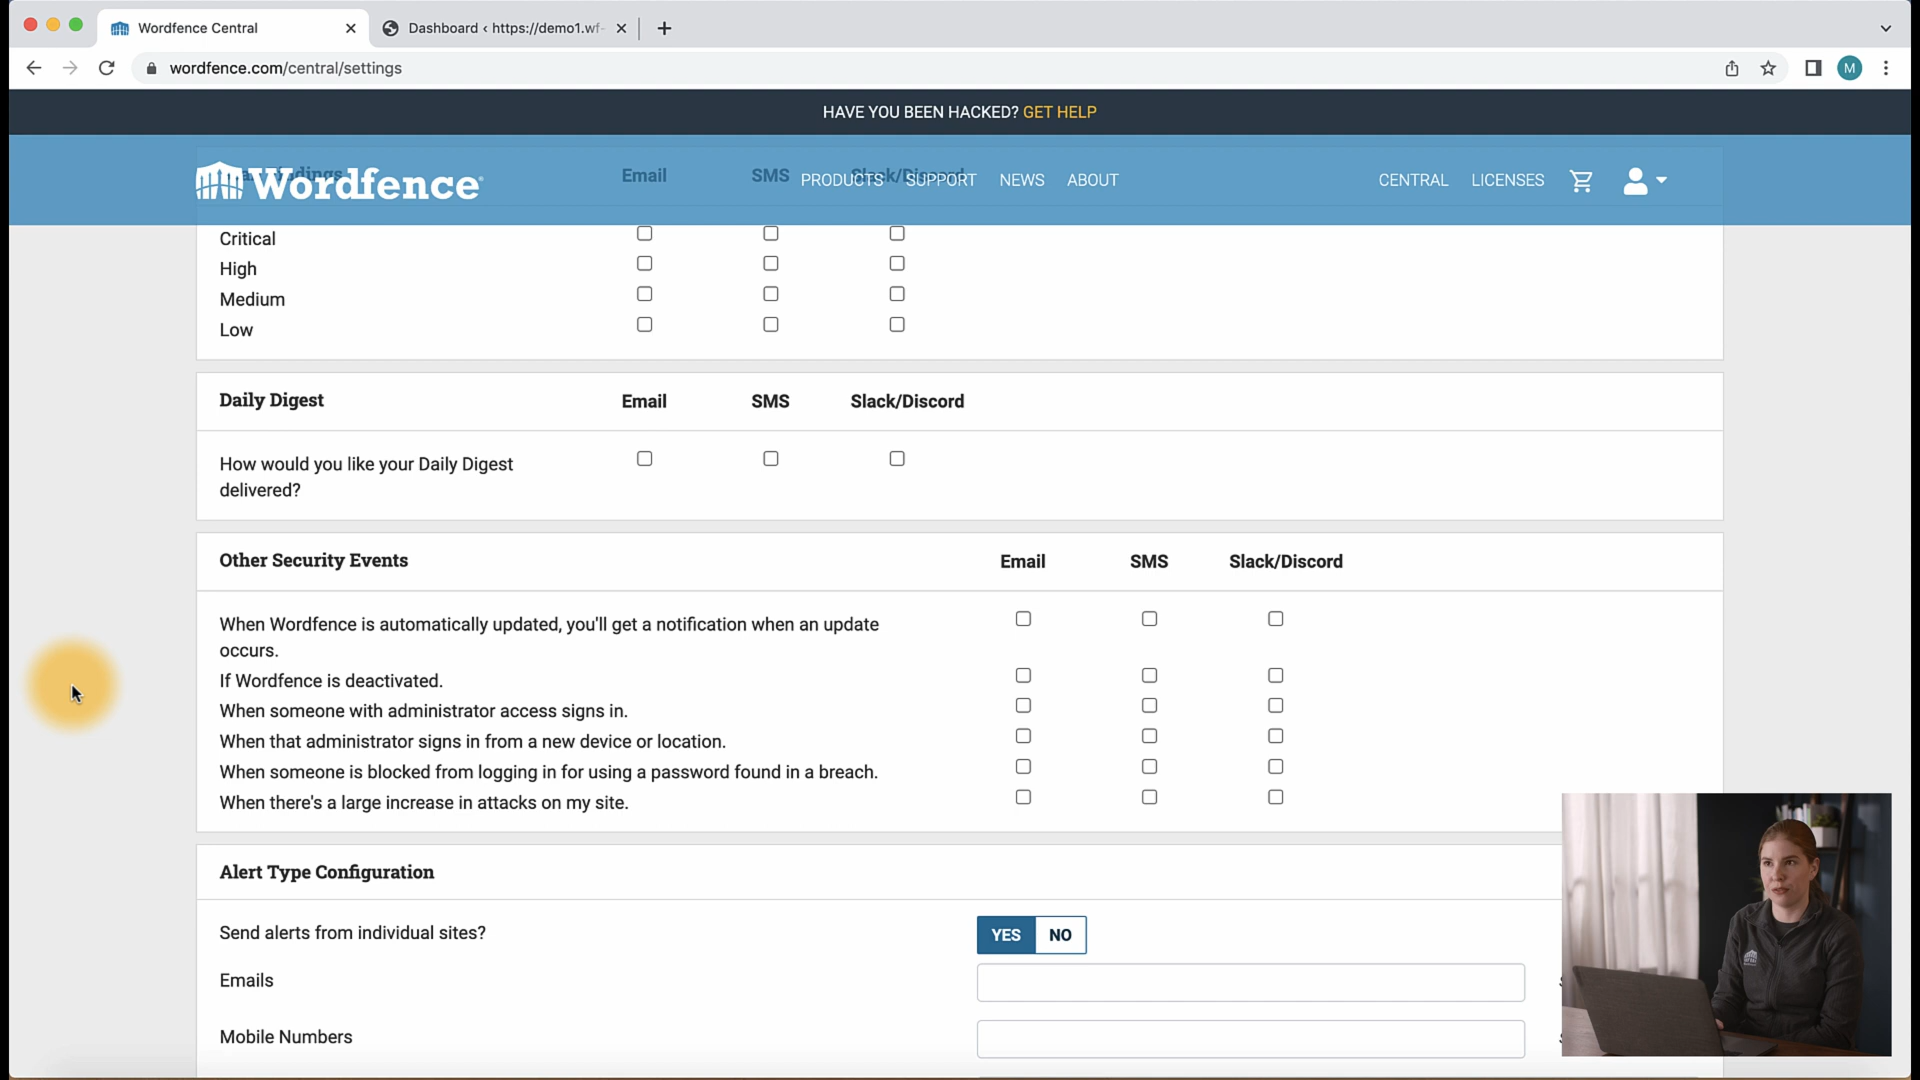 Wordfence Central
Dashboard ‹ https://demo1.wf-
wordfence.com/central/settings
M
HAVE YOU BEEN HACKED? GET HELP
Wordfence
Email SMS Slack/Discord
PRODUCTS SUPPORT NEWS ABOUT
CENTRAL LICENSES
Critical
High
Medium
Low
Daily Digest Email SMS Slack/Discord
How would you like your Daily Digest
delivered?
Other Security Events Email SMS Slack/Discord
When Wordfence is automatically updated, you'll get a notification when an update
occurs.
If Wordfence is deactivated.
When someone with administrator access signs in.
When that administrator signs in from a new device or location.
When someone is blocked from logging in for using a password found in a breach.
When there's a large increase in attacks on my site.
Alert Type Configuration
Send alerts from individual sites? YES NO
Emails
Mobile Numbers